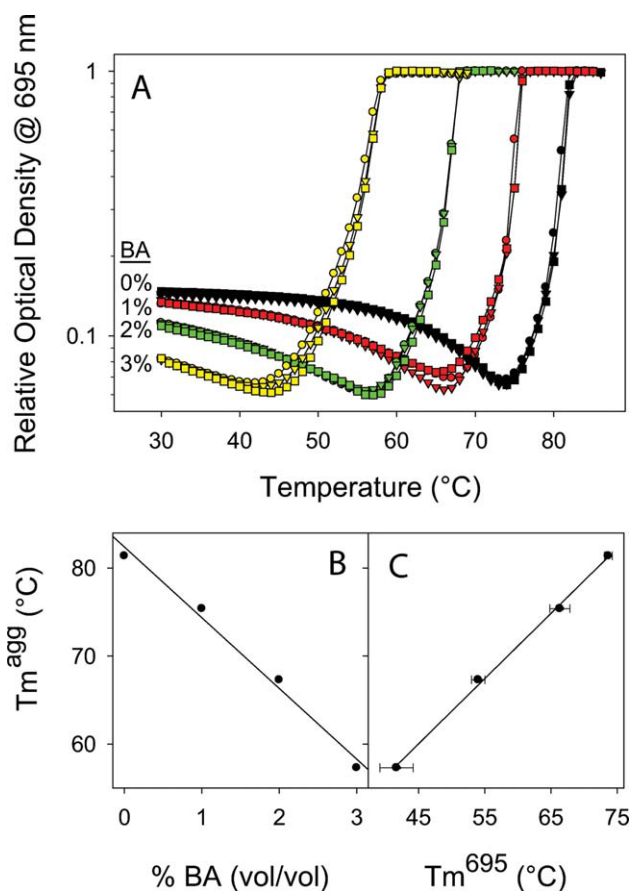 Relative Optical Density @ 695 nm
A
1
0.1
BA
0%
1%
2%
3%
30 40 50 60 70 80
Temperature (°C)
B
C
Tm^agg (°C)
80
70
60
0 1 2 3
45 55 65 75
% BA (vol/vol)
Tm^695 (°C)